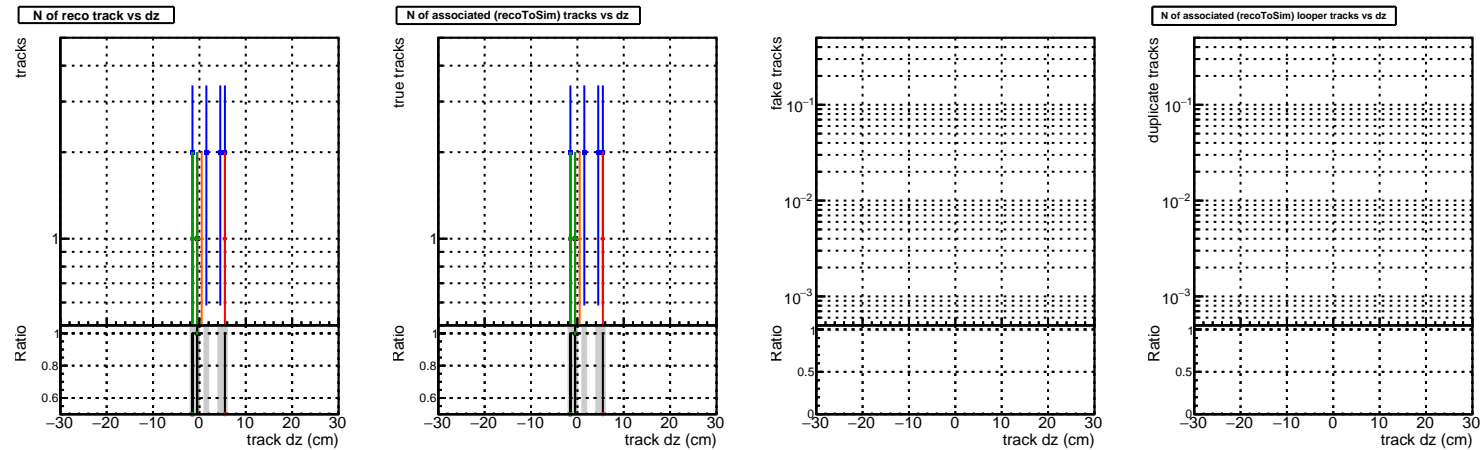 N of reco track vs dz
tracks
1
Ratio
1
0.8
0.6
−30 −20 −10 0 10 20 30
track dz (cm)
N of associated (recoToSim) tracks vs dz
true tracks
1
Ratio
1
0.8
0.6
−30 −20 −10 0 10 20 30
track dz (cm)
fake tracks
10−1
10−2
10−3
Ratio
1
0.5
0
−30 −20 −10 0 10 20 30
track dz (cm)
N of associated (recoToSim) looper tracks vs dz
duplicate tracks
10−1
10−2
10−3
Ratio
1
0.5
0
−30 −20 −10 0 10 20 30
track dz (cm)